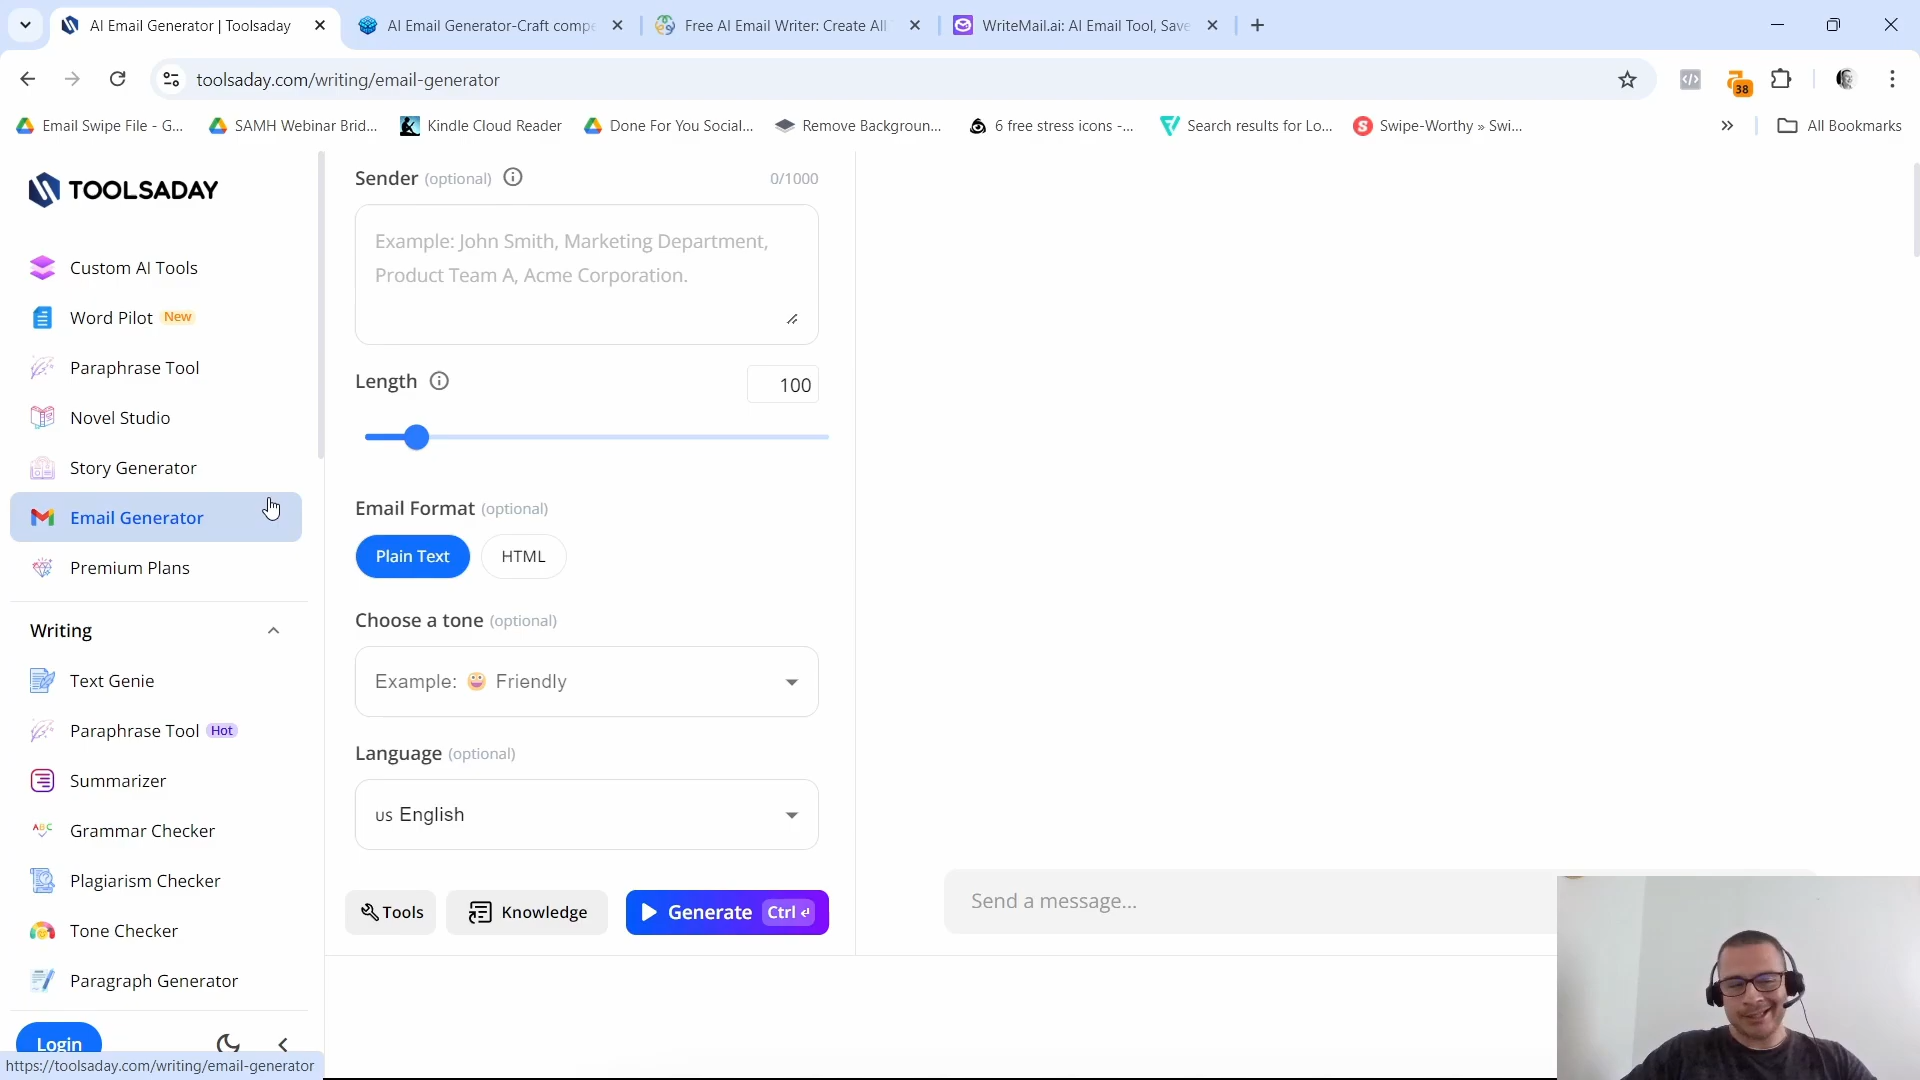 AI Email Generator | Toolsaday
AI Email Generator-Craft compe
Free AI Email Writer: Create All
WriteMail.ai: AI Email Tool, Save
toolsaday.com/writing/email-generator
38
Email Swipe File - G...
SAMH Webinar Brid...
Kindle Cloud Reader
Done For You Social...
Remove Backgroun...
6 free stress icons -...
Search results for Lo...
Swipe-Worthy » Swi...
All Bookmarks
TOOLSADAY
Custom AI Tools
Word Pilot New
Paraphrase Tool
Novel Studio
Story Generator
Email Generator
Premium Plans
Writing
Text Genie
Paraphrase Tool Hot
Summarizer
ABC Grammar Checker
Plagiarism Checker
Tone Checker
Paragraph Generator
Login
https://toolsaday.com/writing/email-generator
Sender (optional)
0/1000
Example: John Smith, Marketing Department,
Product Team A, Acme Corporation.
Length
100
Email Format (optional)
Plain Text
HTML
Choose a tone (optional)
Example: 😀 Friendly
Language (optional)
us English
Tools
Knowledge
Generate Ctrl ↵
Send a message...